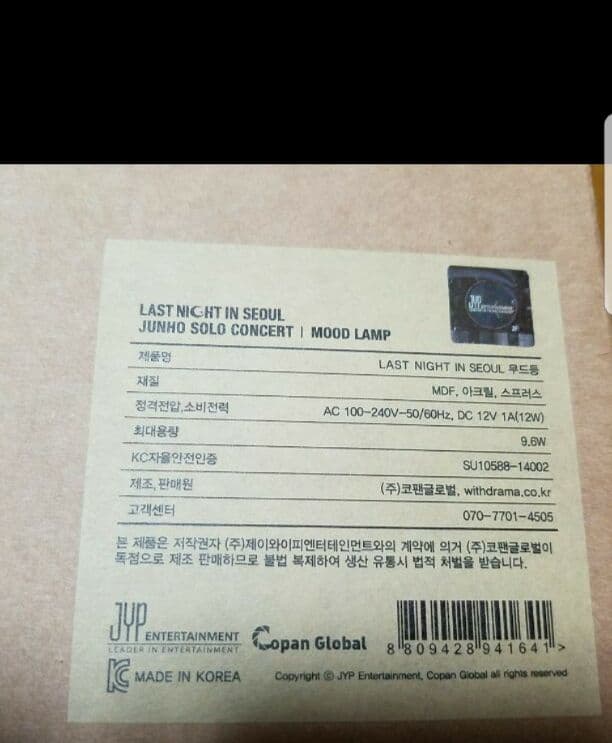 LAST NIGHT IN SEOUL
JUNHO SOLO CONCERT | MOOD LAMP
제품명 LAST NIGHT IN SEOUL 무드등
재질 MDF, 아크릴, 스프러스
정격전압,소비전력 AC 100-240V-50/60Hz, DC 12V 1A(12W)
최대용량 9.6W
KC자율안전인증 SU10588-14002
제조, 판매원 (주)코팬글로벌, withdrama.co.kr
고객센터 070-7701-4505
본 제품은 저작권자 (주)제이와이피엔터테인먼트와의 계약에 의거 (주)코팬글로벌이
독점으로 제조 판매하므로 불법 복제하여 생산 유통시 법적 처벌을 받습니다.
JYP ENTERTAINMENT
LEADER IN ENTERTAINMENT
Copan Global
8 809428 941641 >
KC MADE IN KOREA
Copyright ⓒ JYP Entertainment, Copan Global all rights reserved